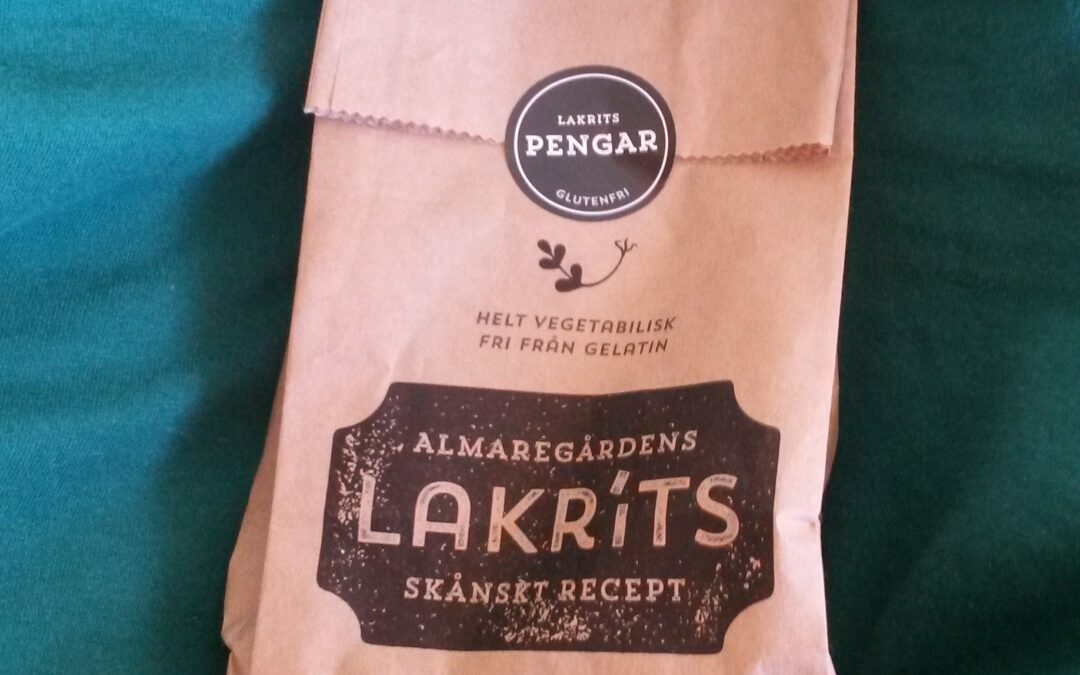 LAKRITS
PENGAR
GLUTENFRI
HELT VEGETABILISK
FRI FRÅN GELATIN
ALMAREGÅRDENS
LAKRITS
SKÅNSKT RECEPT